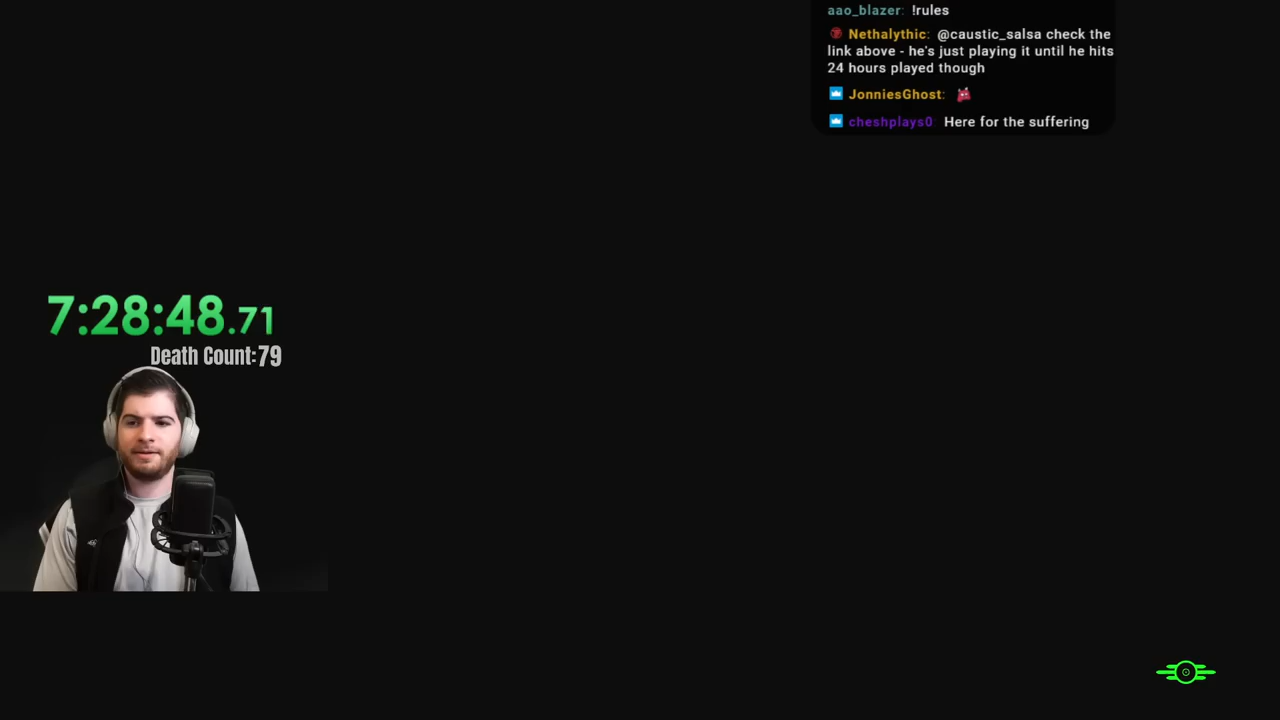 aao_blazer: !rules
Nethalythic: @caustic_salsa check the
link above - he's just playing it until he hits
24 hours played though
JonniesGhost:
cheshplays0: Here for the suffering
7:28:48.71
Death Count: 79